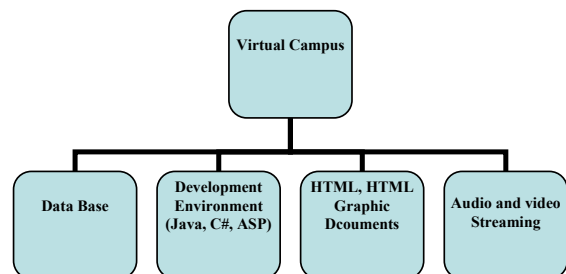 Virtual Campus
Data Base
Development
Environment
(Java, C#, ASP)
HTML, HTML
Graphic
Dcouments
Audio and video
Streaming